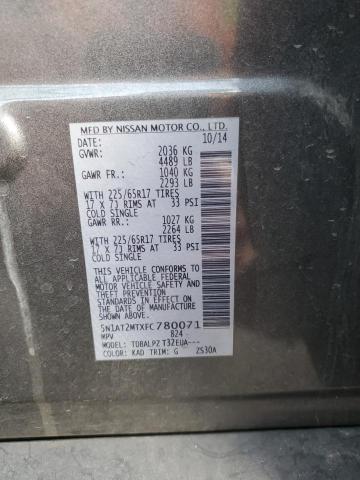 MFD BY NISSAN MOTOR CO., LTD.
DATE: 10/14
GVWR: 2036 KG
4489 LB
GAWR FR.: 1040 KG
2293 LB
WITH 225/65R17 TIRES
17 X 7J RIMS AT 33 PSI
COLD SINGLE
GAWR RR.: 1027 KG
2264 LB
WITH 225/65R17 TIRES
17 X 7J RIMS AT 33 PSI
COLD SINGLE
THIS VEHICLE CONFORMS TO
ALL APPLICABLE FEDERAL
MOTOR VEHICLE SAFETY AND
THEFT PREVENTION
STANDARDS IN EFFECT ON
THE DATE OF MANUFACTURE
SHOWN ABOVE.
5N1AT2MTXFC780071
MPV 824
MODEL: TDBALPZ T32EUA---
COLOR: KAD TRIM: G ZS30A